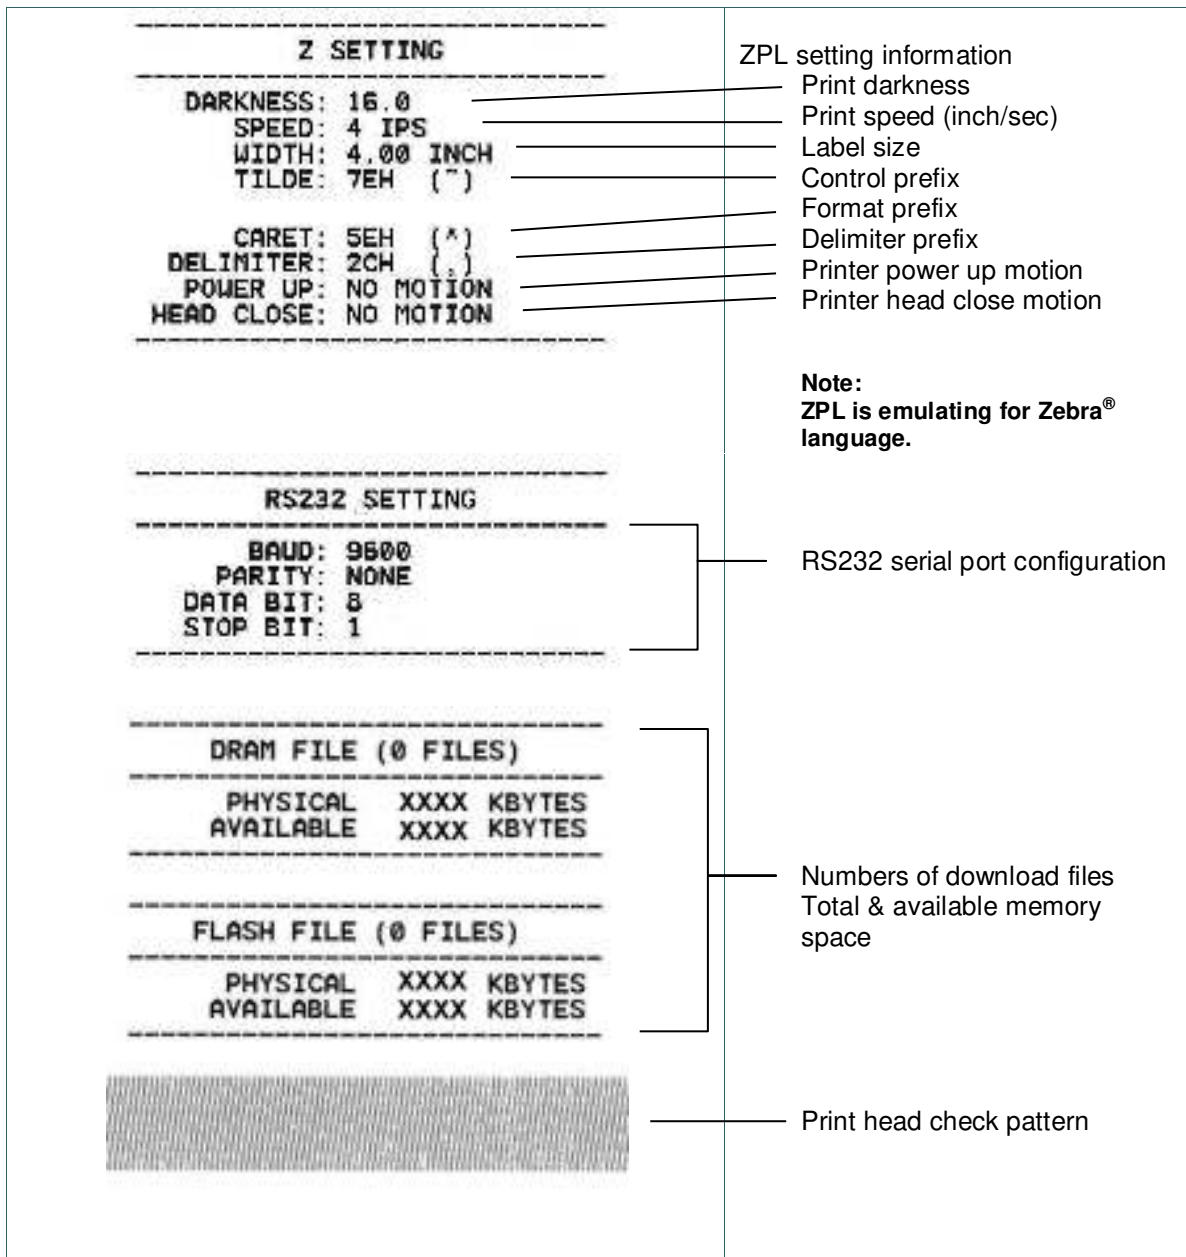 Z SETTING
DARKNESS: 16.0
SPEED: 4 IPS
WIDTH: 4.00 INCH
TILDE: 7EH (~)
CARET: 5EH (^)
DELIMITER: 2CH (,)
POWER UP: NO MOTION
HEAD CLOSE: NO MOTION
ZPL setting information
Print darkness
Print speed (inch/sec)
Label size
Control prefix
Format prefix
Delimiter prefix
Printer power up motion
Printer head close motion
Note:
ZPL is emulating for Zebra®
language.
RS232 SETTING
BAUD: 9600
PARITY: NONE
DATA BIT: 8
STOP BIT: 1
RS232 serial port configuration
DRAM FILE (0 FILES)
PHYSICAL XXXX KBYTES
AVAILABLE XXXX KBYTES
FLASH FILE (0 FILES)
PHYSICAL XXXX KBYTES
AVAILABLE XXXX KBYTES
Numbers of download files
Total & available memory
space
Print head check pattern